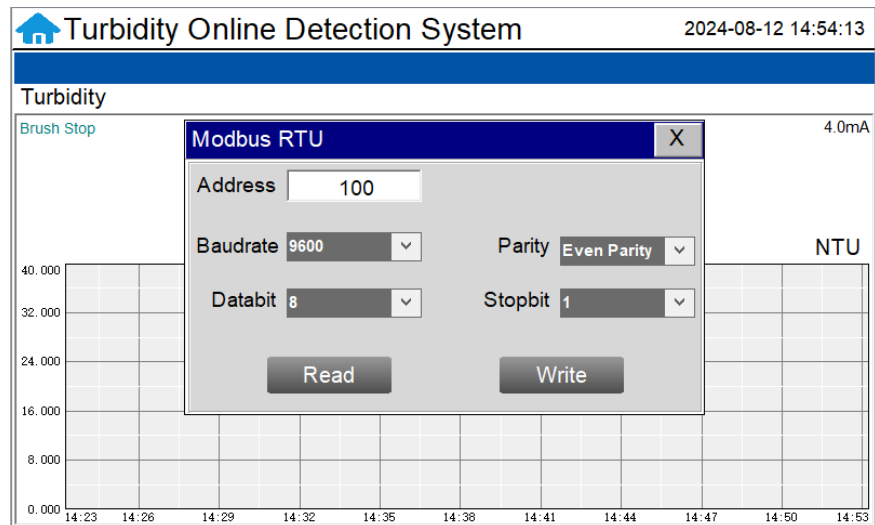 Turbidity Online Detection System 2024-08-12 14:54:13
Turbidity
Brush Stop 4.0mA
Modbus RTU X
Address 100
Baudrate 9600 Parity Even Parity
NTU
Databit 8 Stopbit 1
Read Write
40.000
32.000
24.000
16.000
8.000
0.000
14:23 14:26 14:29 14:32 14:35 14:38 14:41 14:44 14:47 14:50 14:53